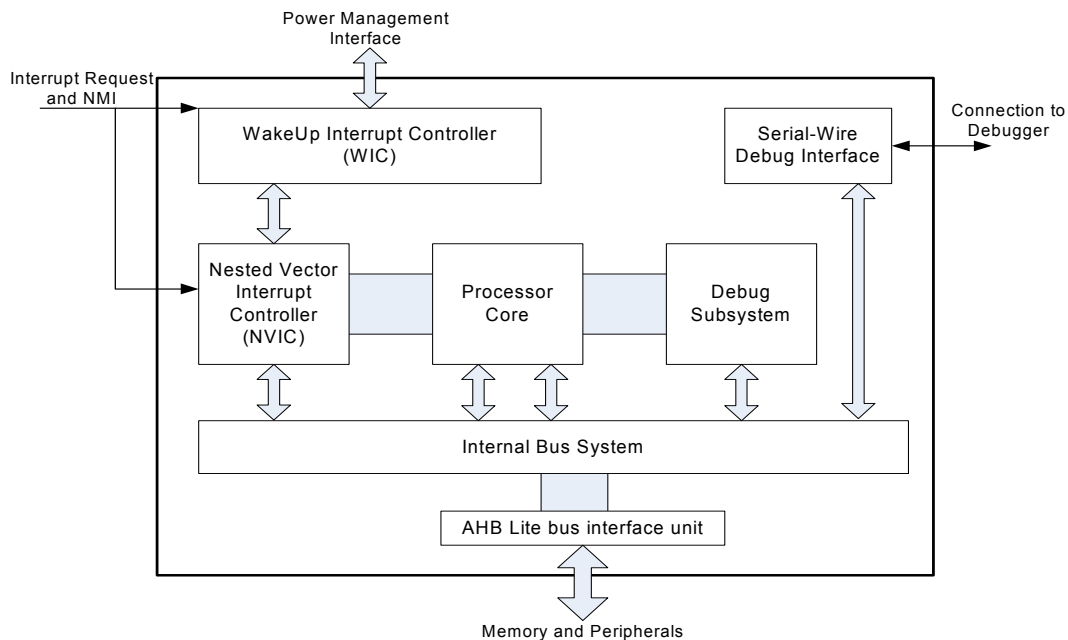 Power Management
Interface
Interrupt Request
and NMI
WakeUp Interrupt Controller
(WIC)
Serial-Wire
Debug Interface
Connection to
Debugger
Nested Vector
Interrupt
Controller
(NVIC)
Processor
Core
Debug
Subsystem
Internal Bus System
AHB Lite bus interface unit
Memory and Peripherals